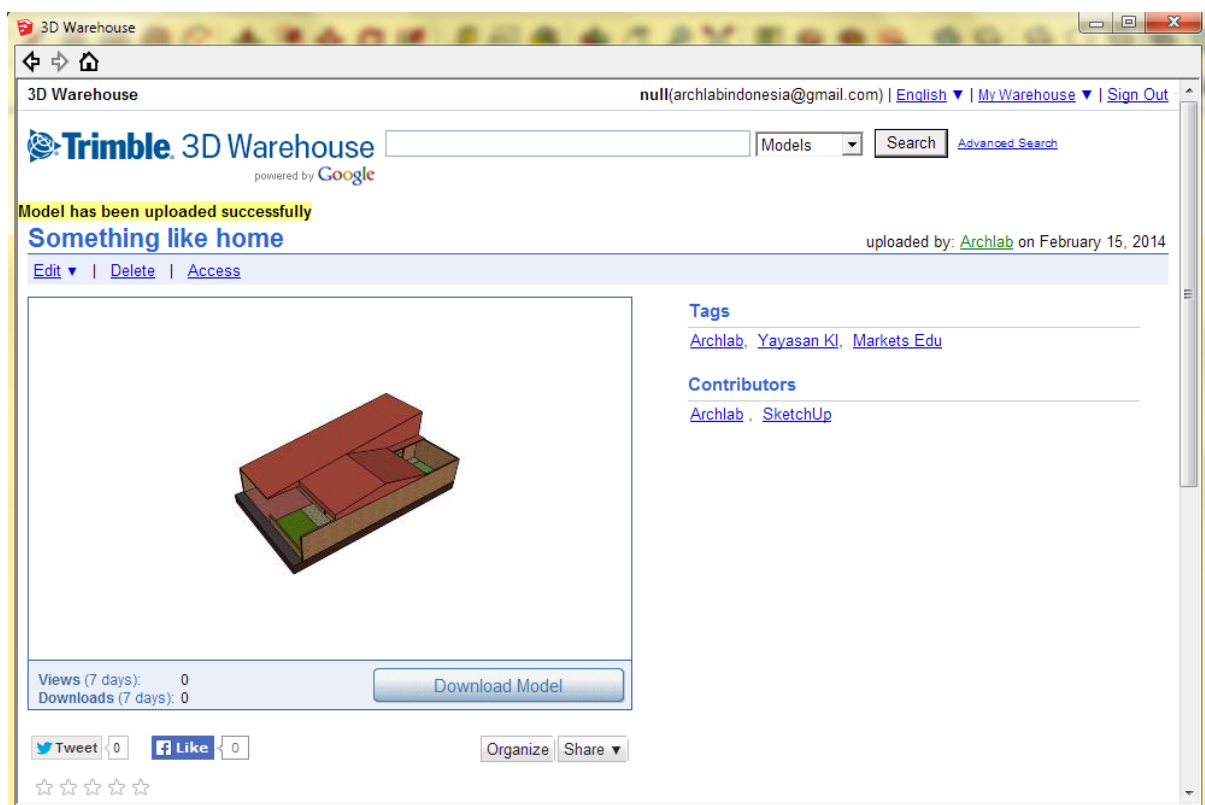 3D Warehouse
3D Warehouse
null(archlabindonesia@gmail.com) | English ▼ | My Warehouse ▼ | Sign Out
Trimble. 3D Warehouse
powered by Google
Models
Search
Advanced Search
Model has been uploaded successfully
Something like home
uploaded by: Archlab on February 15, 2014
Edit ▼ | Delete | Access
Tags
Archlab, Yayasan KI, Markets Edu
Contributors
Archlab , SketchUp
Views (7 days): 0
Downloads (7 days): 0
Download Model
Tweet 0
Like 0
Organize
Share ▼